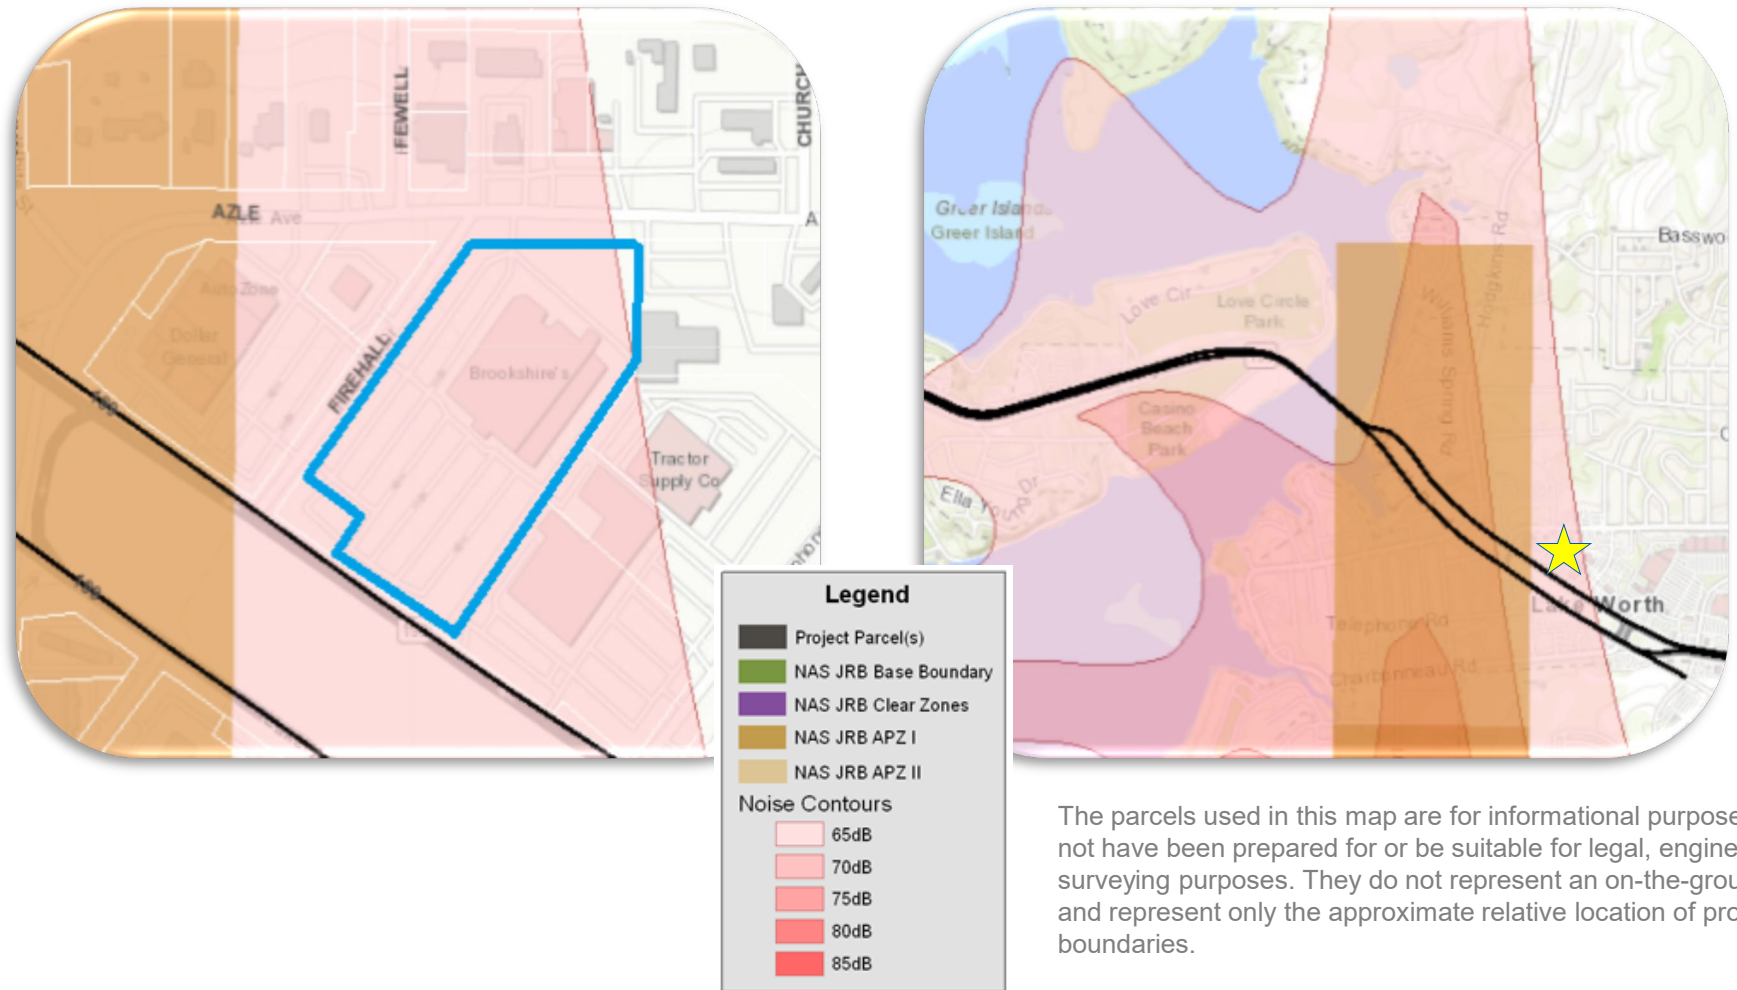 FEWELL
CHURCH
AZLE
Ave
AutoZone
Dollar
General
FIREHALL
Brookshire's
Tractor
Supply Co
199
199
Greer Island
Greer Island
Love Cir
Love Circle
Park
Casino
Beach
Park
Ella Young Dr
Williams Spring Rd
Hodgkins Rd
Basswo
Lake Worth
Telephone Rd
Charbonneau Rd
Legend
Project Parcel(s)
NAS JRB Base Boundary
NAS JRB Clear Zones
NAS JRB APZ I
NAS JRB APZ II
Noise Contours
65dB
70dB
75dB
80dB
85dB
The parcels used in this map are for informational purpose
not have been prepared for or be suitable for legal, engine
surveying purposes. They do not represent an on-the-grou
and represent only the approximate relative location of pro
boundaries.